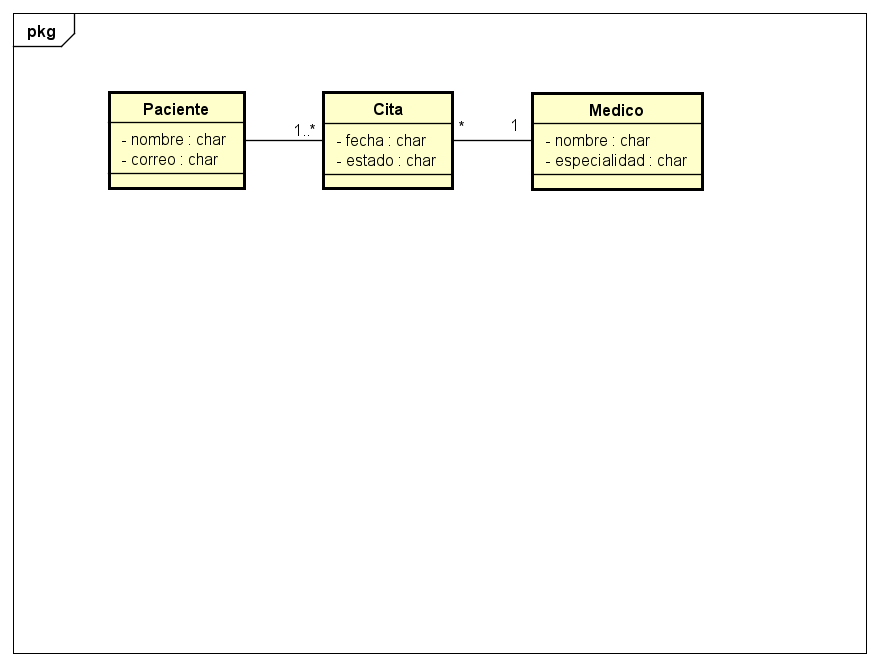 pkg
Paciente
- nombre : char
- correo : char
1..*
Cita
- fecha : char
- estado : char
*
1
Medico
- nombre : char
- especialidad : char